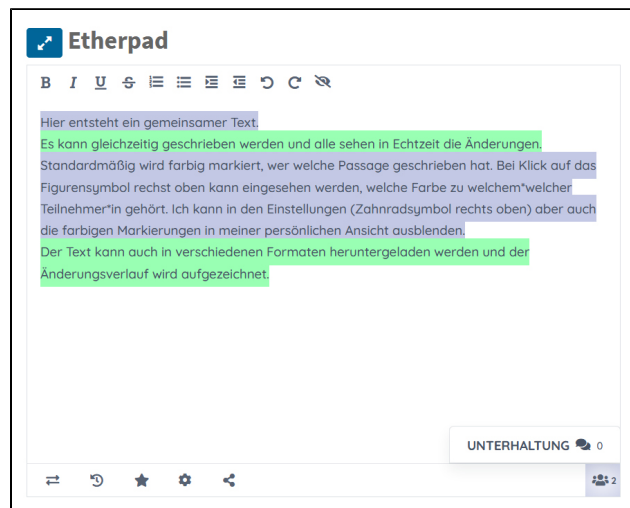 Etherpad
B I U S
Hier entsteht ein gemeinsamer Text.
Es kann gleichzeitig geschrieben werden und alle sehen in Echtzeit die Änderungen.
Standardmäßig wird farbig markiert, wer welche Passage geschrieben hat. Bei Klick auf das
Figurensymbol rechst oben kann eingesehen werden, welche Farbe zu welchem*welcher
Teilnehmer*in gehört. Ich kann in den Einstellungen (Zahnradsymbol rechts oben) aber auch
die farbigen Markierungen in meiner persönlichen Ansicht ausblenden.
Der Text kann auch in verschiedenen Formaten heruntergeladen werden und der
Änderungsverlauf wird aufgezeichnet.
UNTERHALTUNG 0
2